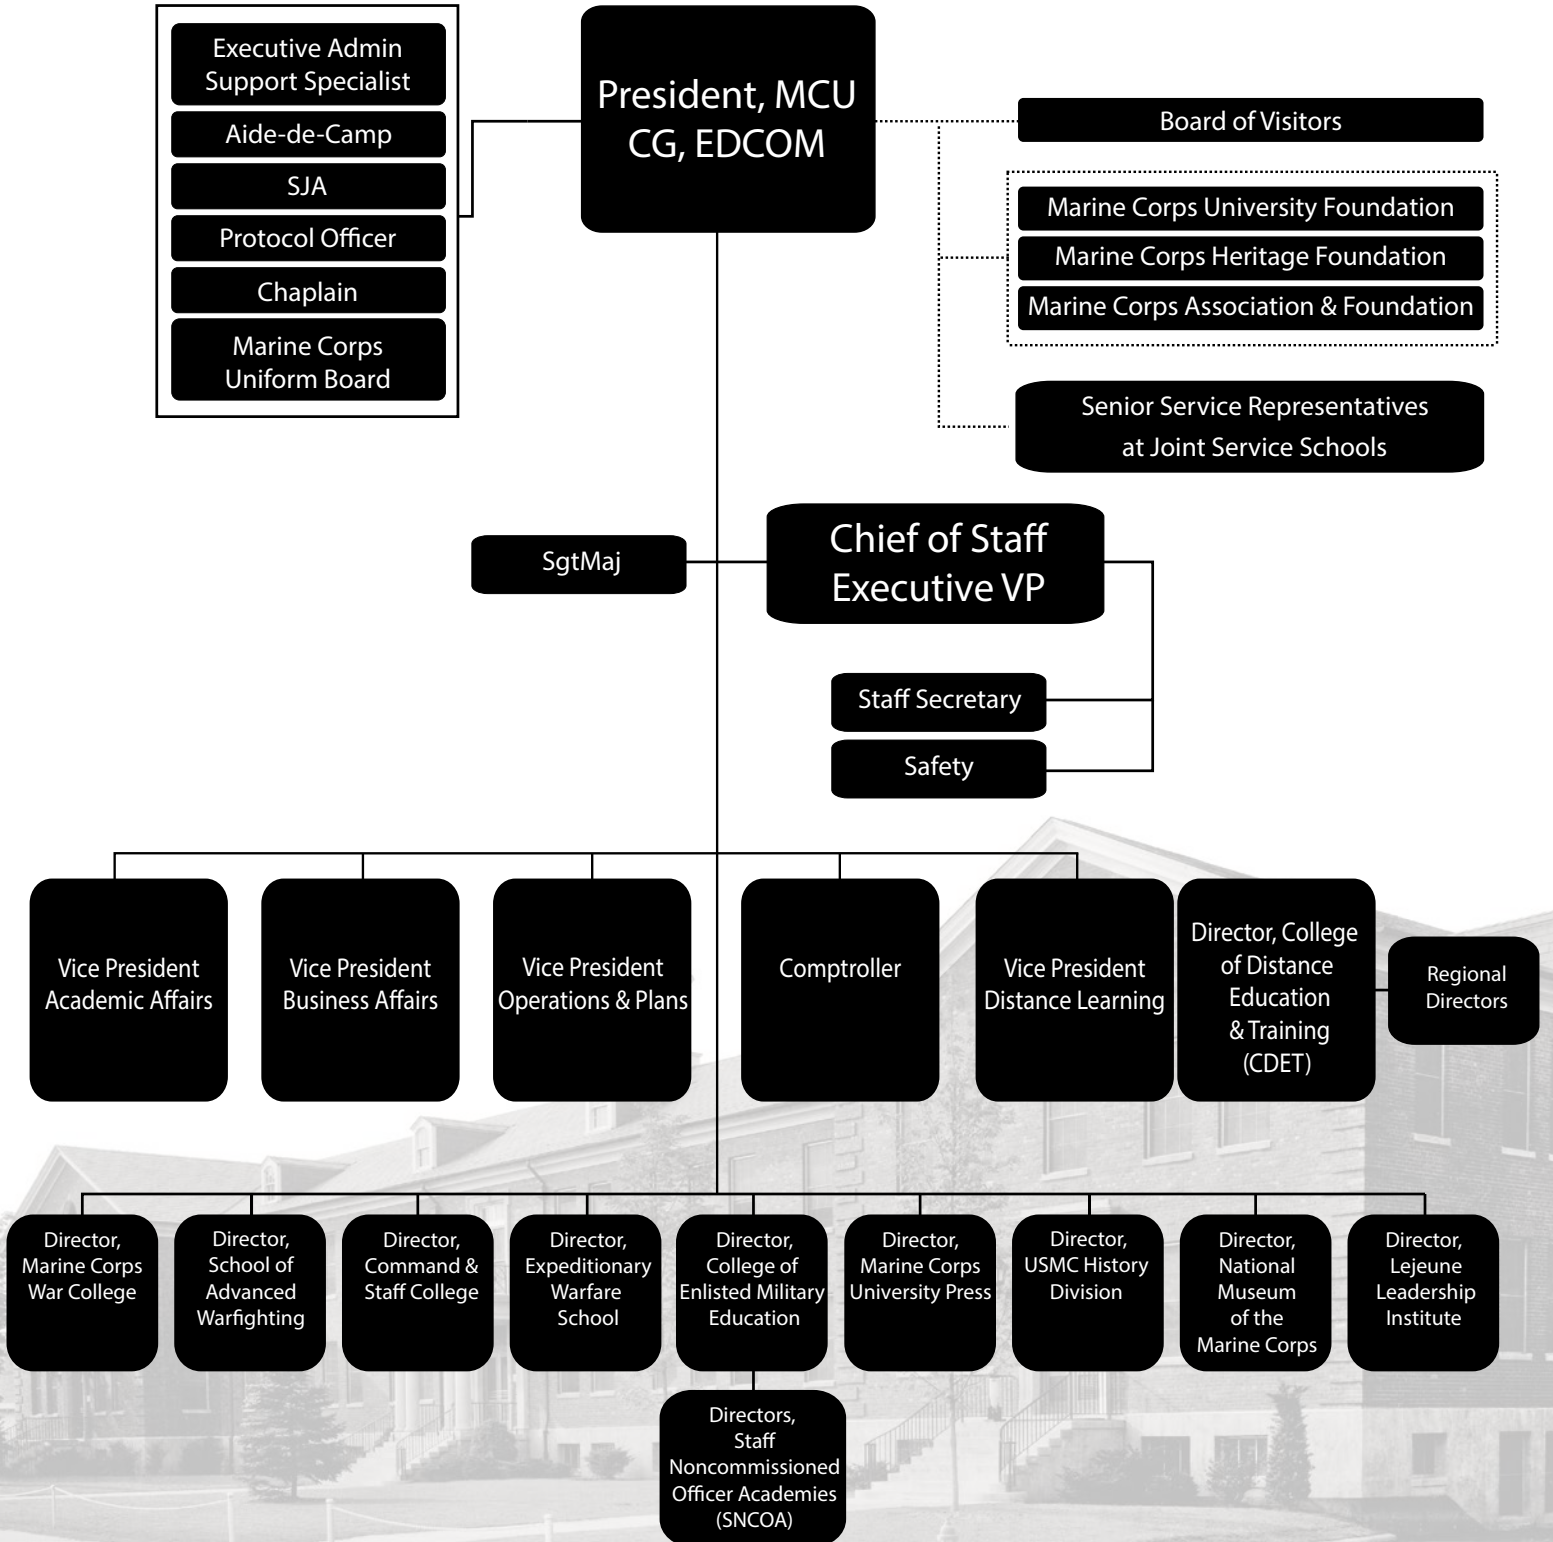 Executive Admin
Support Specialist
Aide-de-Camp
SJA
Protocol Officer
Chaplain
Marine Corps
Uniform Board
President, MCU
CG, EDCOM
Board of Visitors
Marine Corps University Foundation
Marine Corps Heritage Foundation
Marine Corps Association & Foundation
Senior Service Representatives
at Joint Service Schools
SgtMaj
Chief of Staff
Executive VP
Staff Secretary
Safety
Vice President
Academic Affairs
Vice President
Business Affairs
Vice President
Operations & Plans
Comptroller
Vice President
Distance Learning
Director, College
of Distance
Education
& Training
(CDET)
Regional
Directors
Director,
Marine Corps
War College
Director,
School of
Advanced
Warfighting
Director,
Command &
Staff College
Director,
Expeditionary
Warfare
School
Director,
College of
Enlisted Military
Education
Director,
Marine Corps
University Press
Director,
USMC History
Division
Director,
National
Museum
of the
Marine Corps
Director,
Lejeune
Leadership
Institute
Directors,
Staff
Noncommissioned
Officer Academies
(SNCOA)